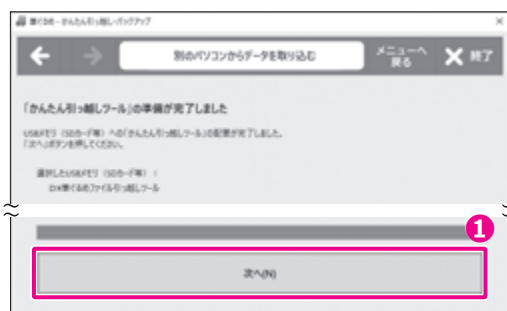 筆ぐるめ - かんたん引っ越し・バックアップ
別のパソコンからデータを取り込む
メニューへ
戻る
終了
「かんたん引っ越しツール」の準備が完了しました
USBメモリ（SDカード等）への「かんたん引っ越しツール」の配置が完了しました。
「次へ」ボタンを押してください。
選択したUSBメモリ（SDカード等）：
D:¥筆ぐるめファイル引っ越しツール
1
次へ(N)